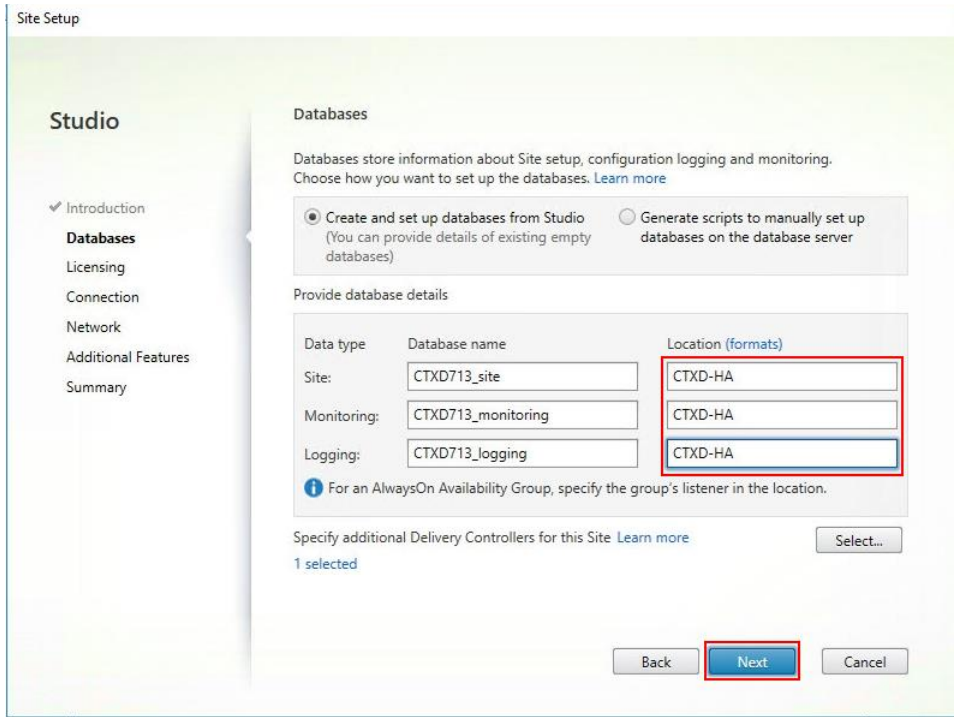 Site Setup
Studio
✔ Introduction
Databases
Licensing
Connection
Network
Additional Features
Summary
Databases
Databases store information about Site setup, configuration logging and monitoring.
Choose how you want to set up the databases. Learn more
Create and set up databases from Studio
(You can provide details of existing empty
databases)
Generate scripts to manually set up
databases on the database server
Provide database details
Data type Database name Location (formats)
Site: CTXD713_site CTXD-HA
Monitoring: CTXD713_monitoring CTXD-HA
Logging: CTXD713_logging CTXD-HA
For an AlwaysOn Availability Group, specify the group's listener in the location.
Specify additional Delivery Controllers for this Site Learn more
Select...
1 selected
Back Next Cancel